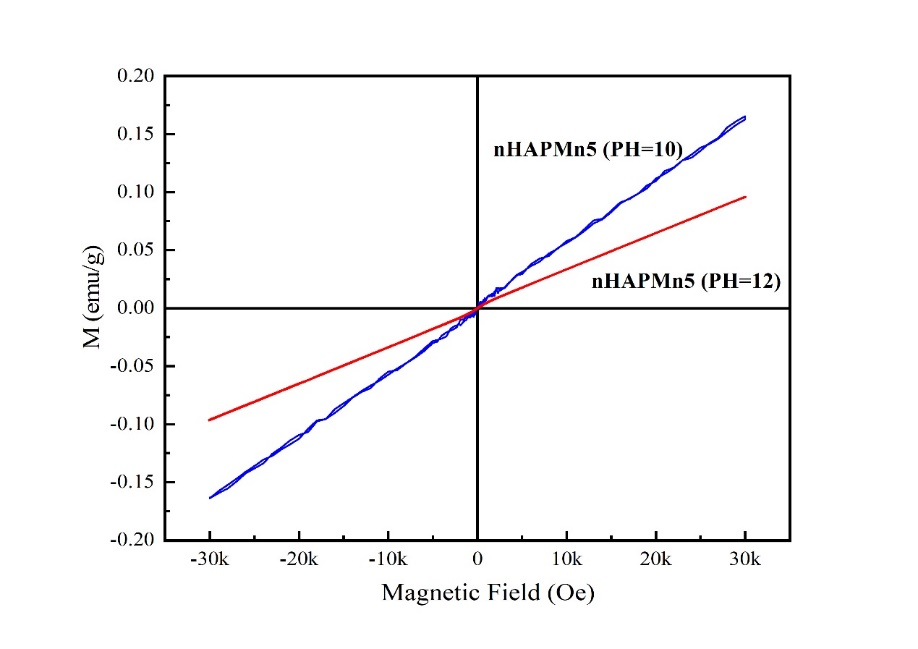 0.20
0.15
nHAPMn5 (PH=10)
0.10
0.05
nHAPMn5 (PH=12)
0.00
-0.05
-0.10
-0.15
-0.20
M (emu/g)
-30k -20k -10k 0 10k 20k 30k
Magnetic Field (Oe)